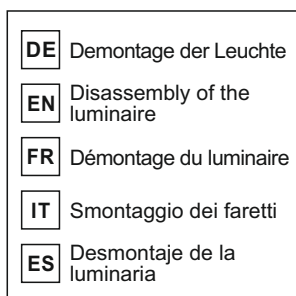 DE Demontage der Leuchte
EN Disassembly of the
luminaire
FR Démontage du luminaire
IT Smontaggio dei faretti
ES Desmontaje de la
luminaria